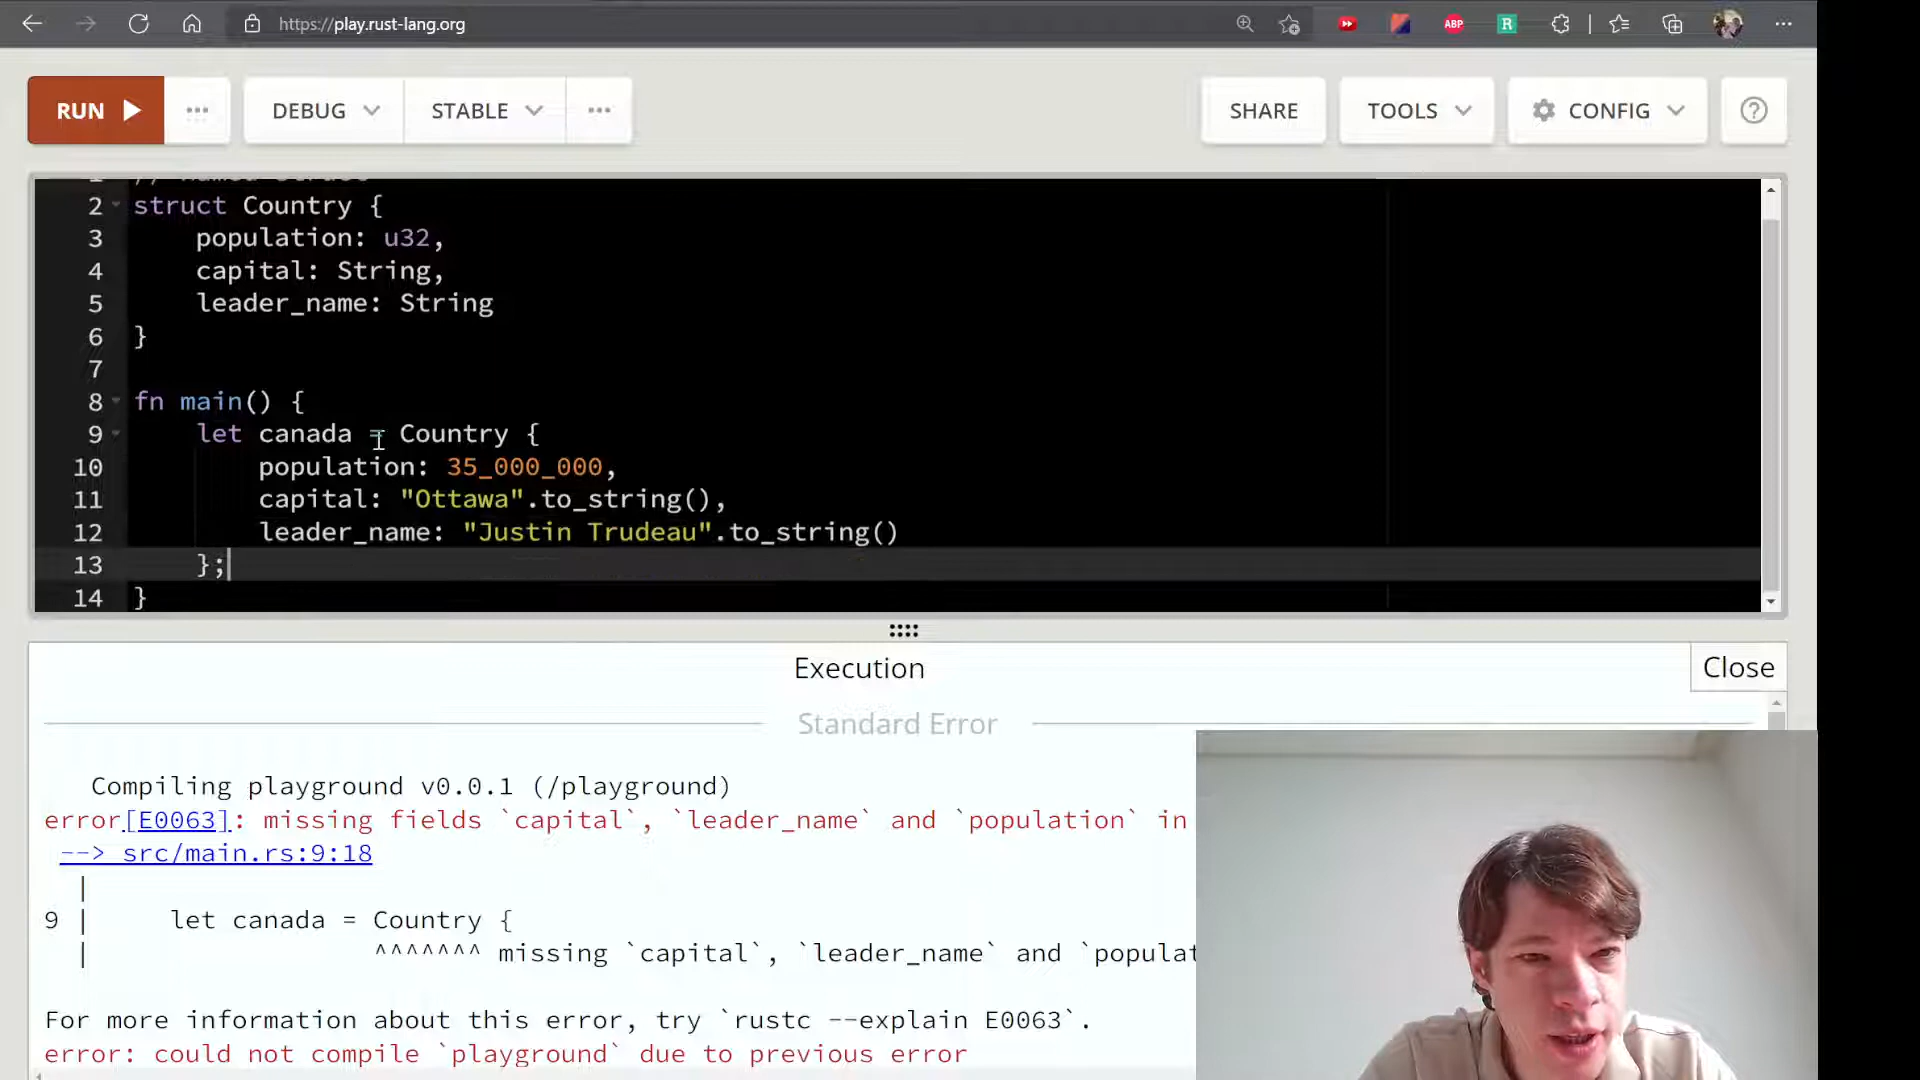 https://play.rust-lang.org
ABP
R
RUN
DEBUG
STABLE
SHARE
TOOLS
CONFIG
?
2 struct Country {
3 population: u32,
4 capital: String,
5 leader_name: String
6 }
7
8 fn main() {
9 let canada = Country {
10 population: 35_000_000,
11 capital: "Ottawa".to_string(),
12 leader_name: "Justin Trudeau".to_string()
13 };
14 }
Execution
Close
Standard Error
Compiling playground v0.0.1 (/playground)
error[E0063]: missing fields `capital`, `leader_name` and `population` in
--> src/main.rs:9:18
|
9 | let canada = Country {
| ^^^^^^^ missing `capital`, `leader_name` and `populat
For more information about this error, try `rustc --explain E0063`.
error: could not compile `playground` due to previous error